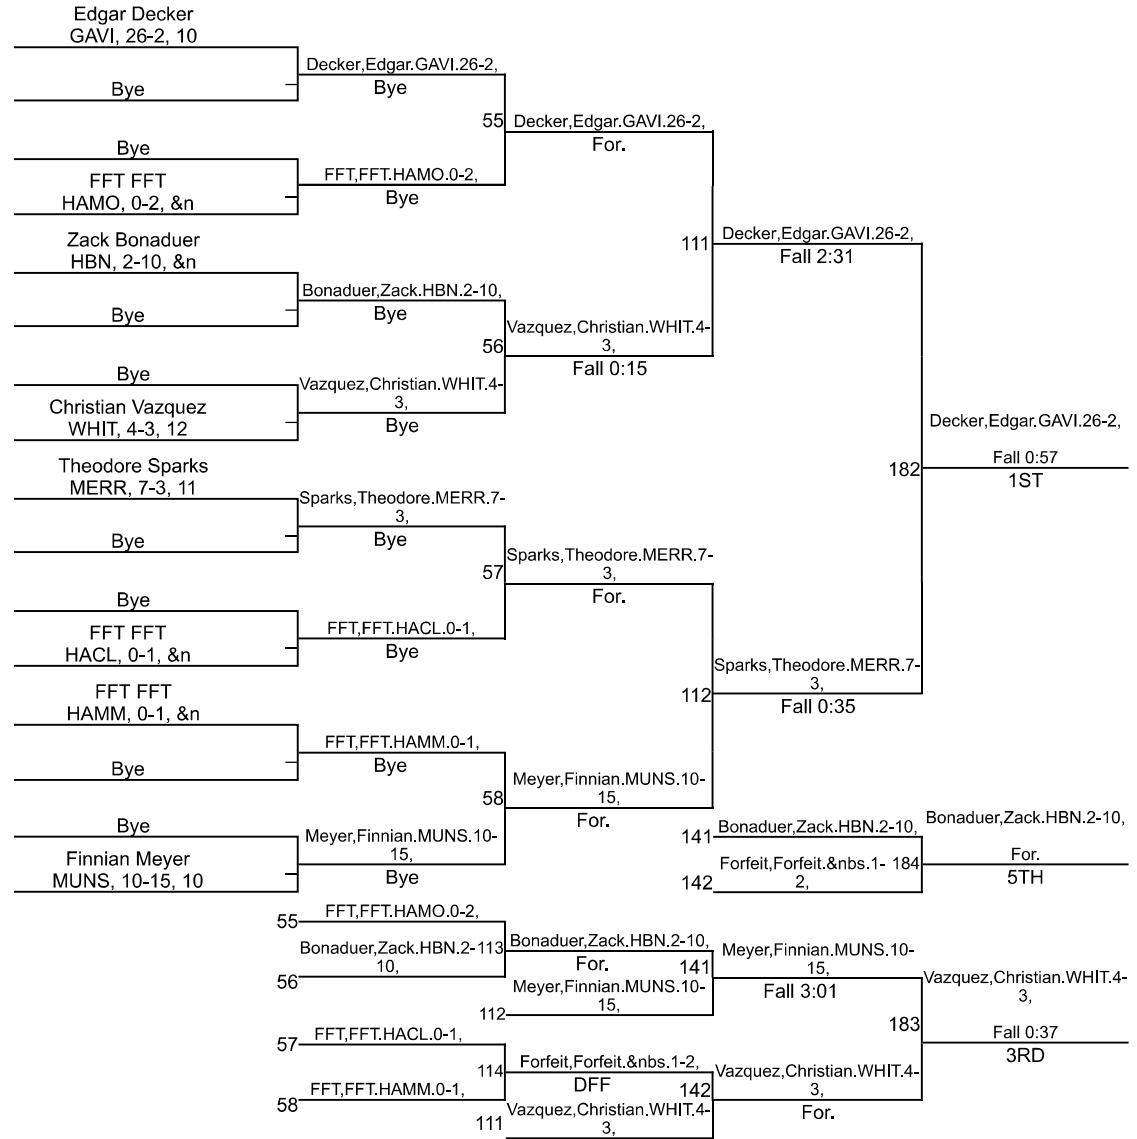 Edgar Decker
GAVI, 26-2, 10
Bye
Bye
FFT FFT
HAMO, 0-2, &n
Zack Bonaduer
HBN, 2-10, &n
Bye
Bye
Christian Vazquez
WHIT, 4-3, 12
Theodore Sparks
MERR, 7-3, 11
Bye
Bye
FFT FFT
HACL, 0-1, &n
FFT FFT
HAMM, 0-1, &n
Bye
Bye
Finnian Meyer
MUNS, 10-15, 10
Decker,Edgar.GAVI.26-2,
Bye
FFT,FFT.HAMO.0-2,
Bye
Bonaduer,Zack.HBN.2-10,
Bye
Vazquez,Christian.WHIT.4-
3,
Bye
Sparks,Theodore.MERR.7-
3,
Bye
FFT,FFT.HACL.0-1,
Bye
FFT,FFT.HAMM.0-1,
Bye
Meyer,Finnian.MUNS.10-
15,
Bye
55
Decker,Edgar.GAVI.26-2,
For.
56
Vazquez,Christian.WHIT.4-
3,
Fall 0:15
57
Sparks,Theodore.MERR.7-
3,
For.
58
Meyer,Finnian.MUNS.10-
15,
For.
111
Decker,Edgar.GAVI.26-2,
Fall 2:31
112
Sparks,Theodore.MERR.7-
3,
Fall 0:35
182
Decker,Edgar.GAVI.26-2,
Fall 0:57
1ST
141
Bonaduer,Zack.HBN.2-10,
142
Forfeit,Forfeit.&nbs.1-
2,
184
Bonaduer,Zack.HBN.2-10,
For.
5TH
55
FFT,FFT.HAMO.0-2,
56
Bonaduer,Zack.HBN.2-
10,
113
Bonaduer,Zack.HBN.2-10,
For.
112
Meyer,Finnian.MUNS.10-
15,
141
Meyer,Finnian.MUNS.10-
15,
Fall 3:01
57
FFT,FFT.HACL.0-1,
58
FFT,FFT.HAMM.0-1,
114
Forfeit,Forfeit.&nbs.1-2,
DFF
111
Vazquez,Christian.WHIT.4-
3,
142
Vazquez,Christian.WHIT.4-
3,
For.
183
Vazquez,Christian.WHIT.4-
3,
Fall 0:37
3RD